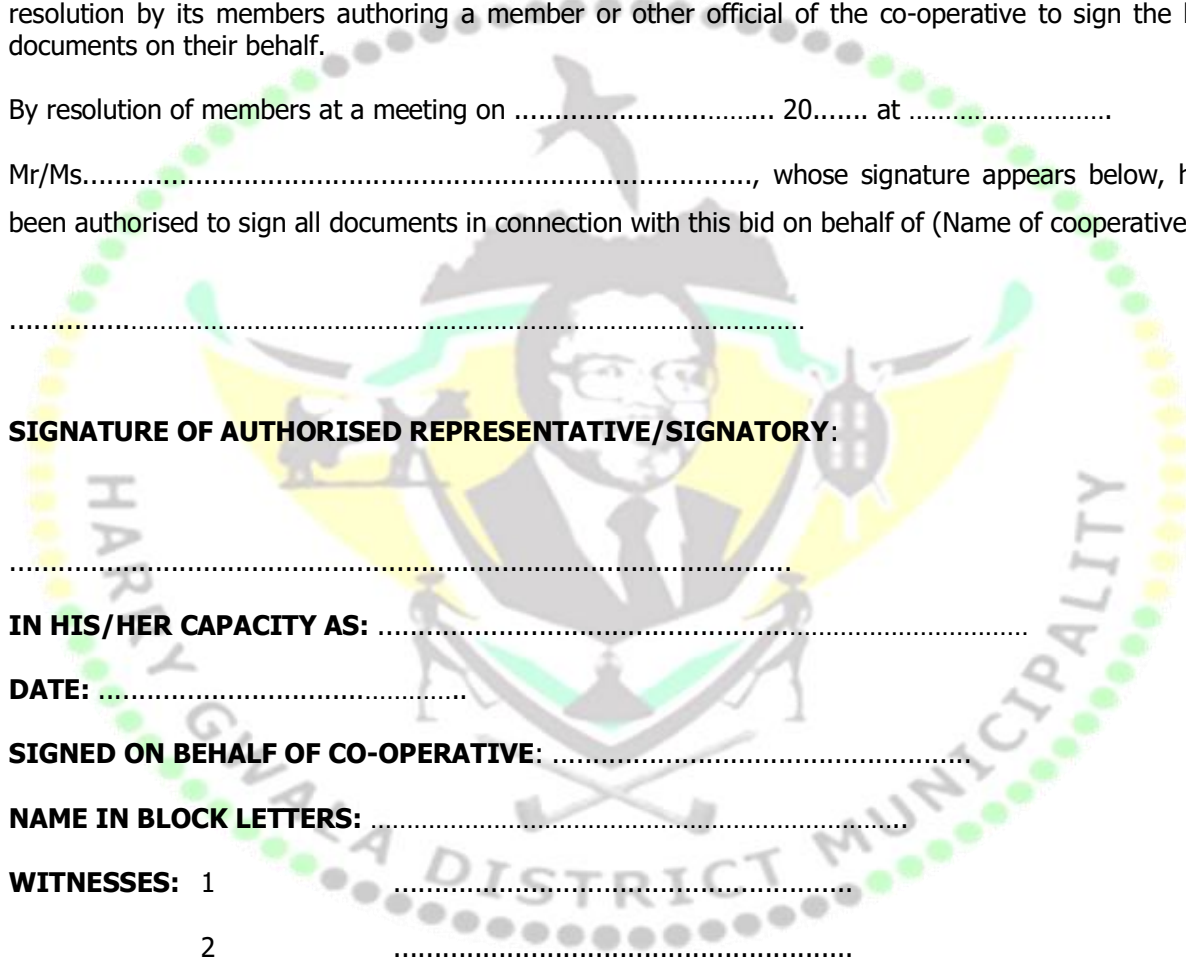 resolution by its members authoring a member or other official of the co-operative to sign the
documents on their behalf.
By resolution of members at a meeting on ................................ 20....... at ............................
Mr/Ms................................................................................., whose signature appears below,
been authorised to sign all documents in connection with this bid on behalf of (Name of cooperative
..................................................................................................
SIGNATURE OF AUTHORISED REPRESENTATIVE/SIGNATORY:
................................................................................................
IN HIS/HER CAPACITY AS: ................................................................................
DATE: .............................................
SIGNED ON BEHALF OF CO-OPERATIVE: ...................................................
NAME IN BLOCK LETTERS: ..................................................................
WITNESSES: 1 ........................................................
2 ........................................................
HARRY GWALA DISTRICT MUNICIPALITY